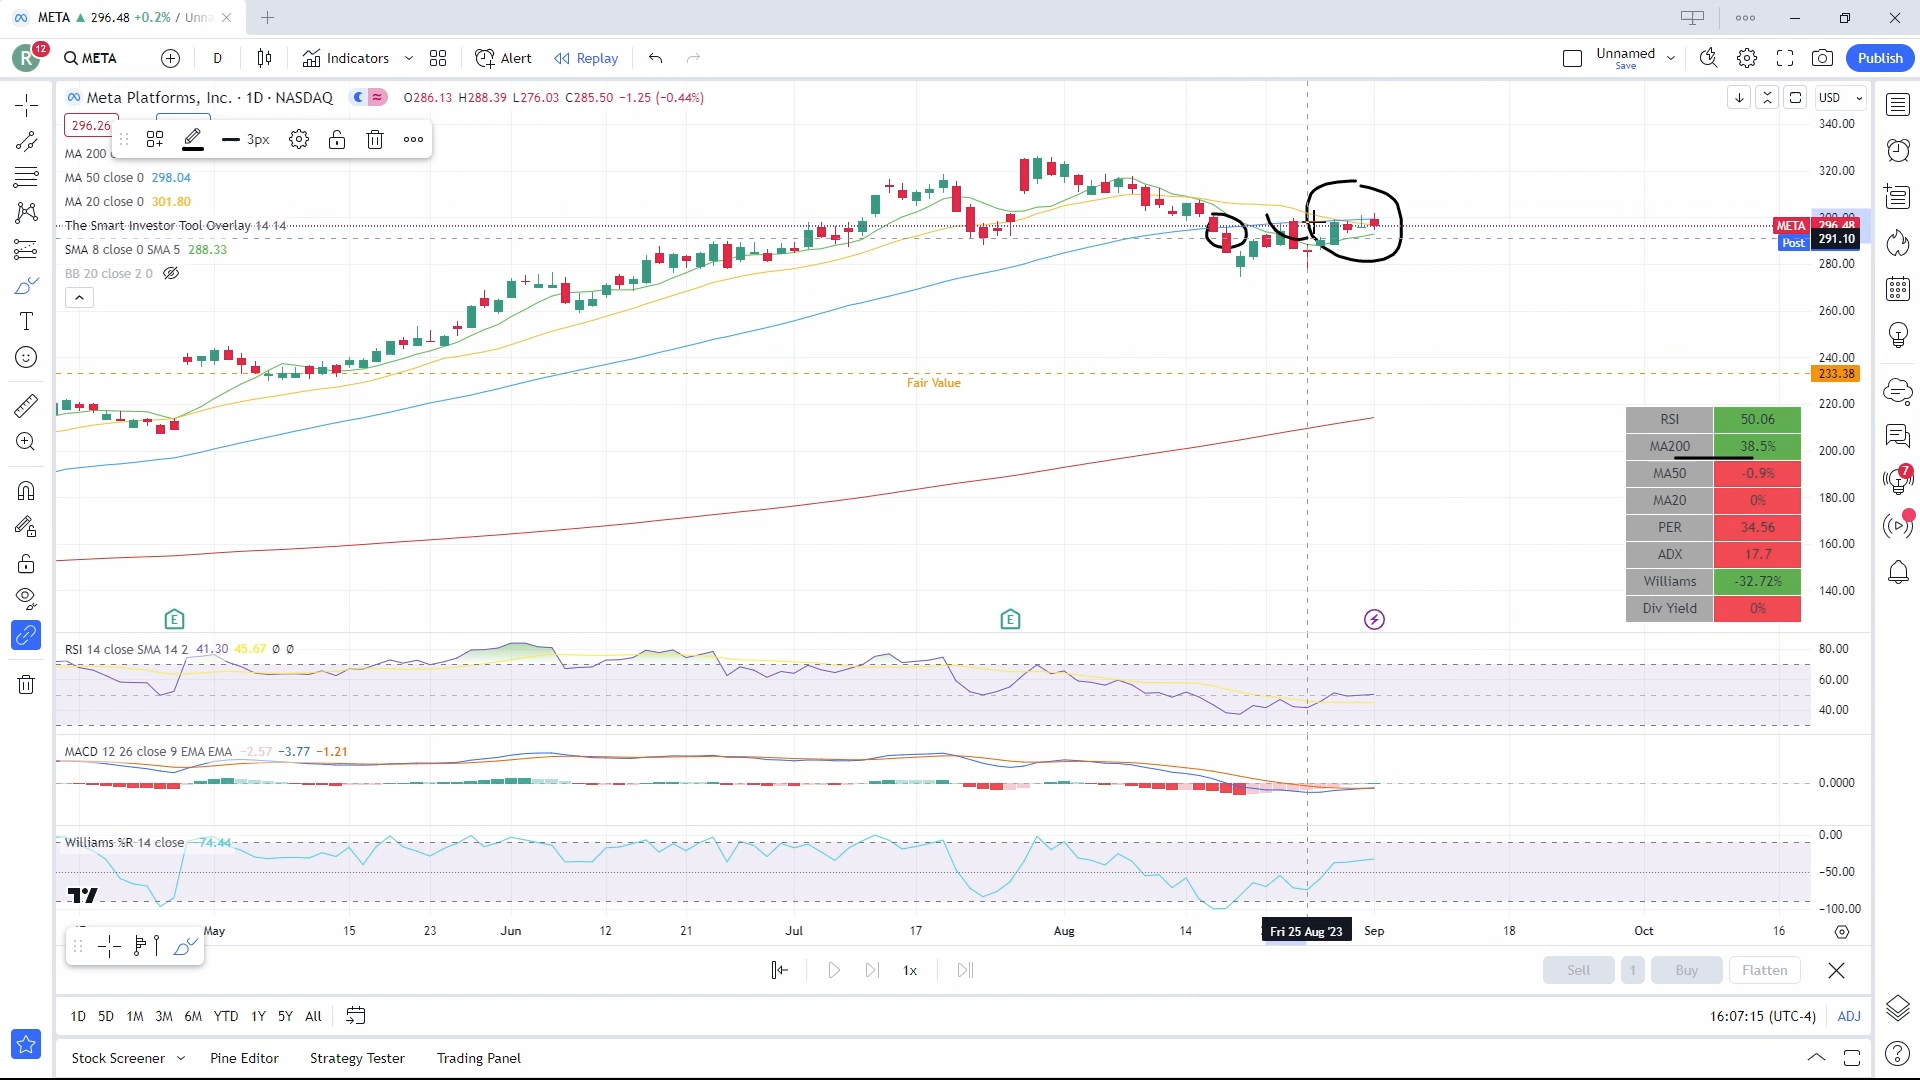 META ▲ 296.48 +0.2% / Unna
R 12 META D Indicators Alert Replay Unnamed Save Publish
Meta Platforms, Inc. · 1D · NASDAQ O286.13 H288.39 L276.03 C285.50 −1.25 (−0.44%) USD
296.26
3px
MA 200
MA 50 close 0 298.04
MA 20 close 0 301.80
The Smart Investor Tool Overlay 14 14
SMA 8 close 0 SMA 5 288.33
BB 20 close 2 0
340.00
320.00
300.00
META 296.48
291.10
Post
280.00
260.00
240.00
Fair Value 233.38
220.00
200.00
180.00
160.00
140.00
RSI 50.06
MA200 38.5%
MA50 -0.9%
MA20 0%
PER 34.56
ADX 17.7
Williams -32.72%
Div Yield 0%
E E
RSI 14 close SMA 14 2 41.30 45.67 Ø Ø
80.00
60.00
40.00
MACD 12 26 close 9 EMA EMA −2.57 −3.77 −1.21
0.0000
Williams %R 14 close −74.44
0.00
−50.00
−100.00
May 15 23 Jun 12 21 Jul 17 Aug 14 Fri 25 Aug '23 Sep 18 Oct 16
1x Sell 1 Buy Flatten
1D 5D 1M 3M 6M YTD 1Y 5Y All 16:07:15 (UTC-4) ADJ
Stock Screener Pine Editor Strategy Tester Trading Panel
7